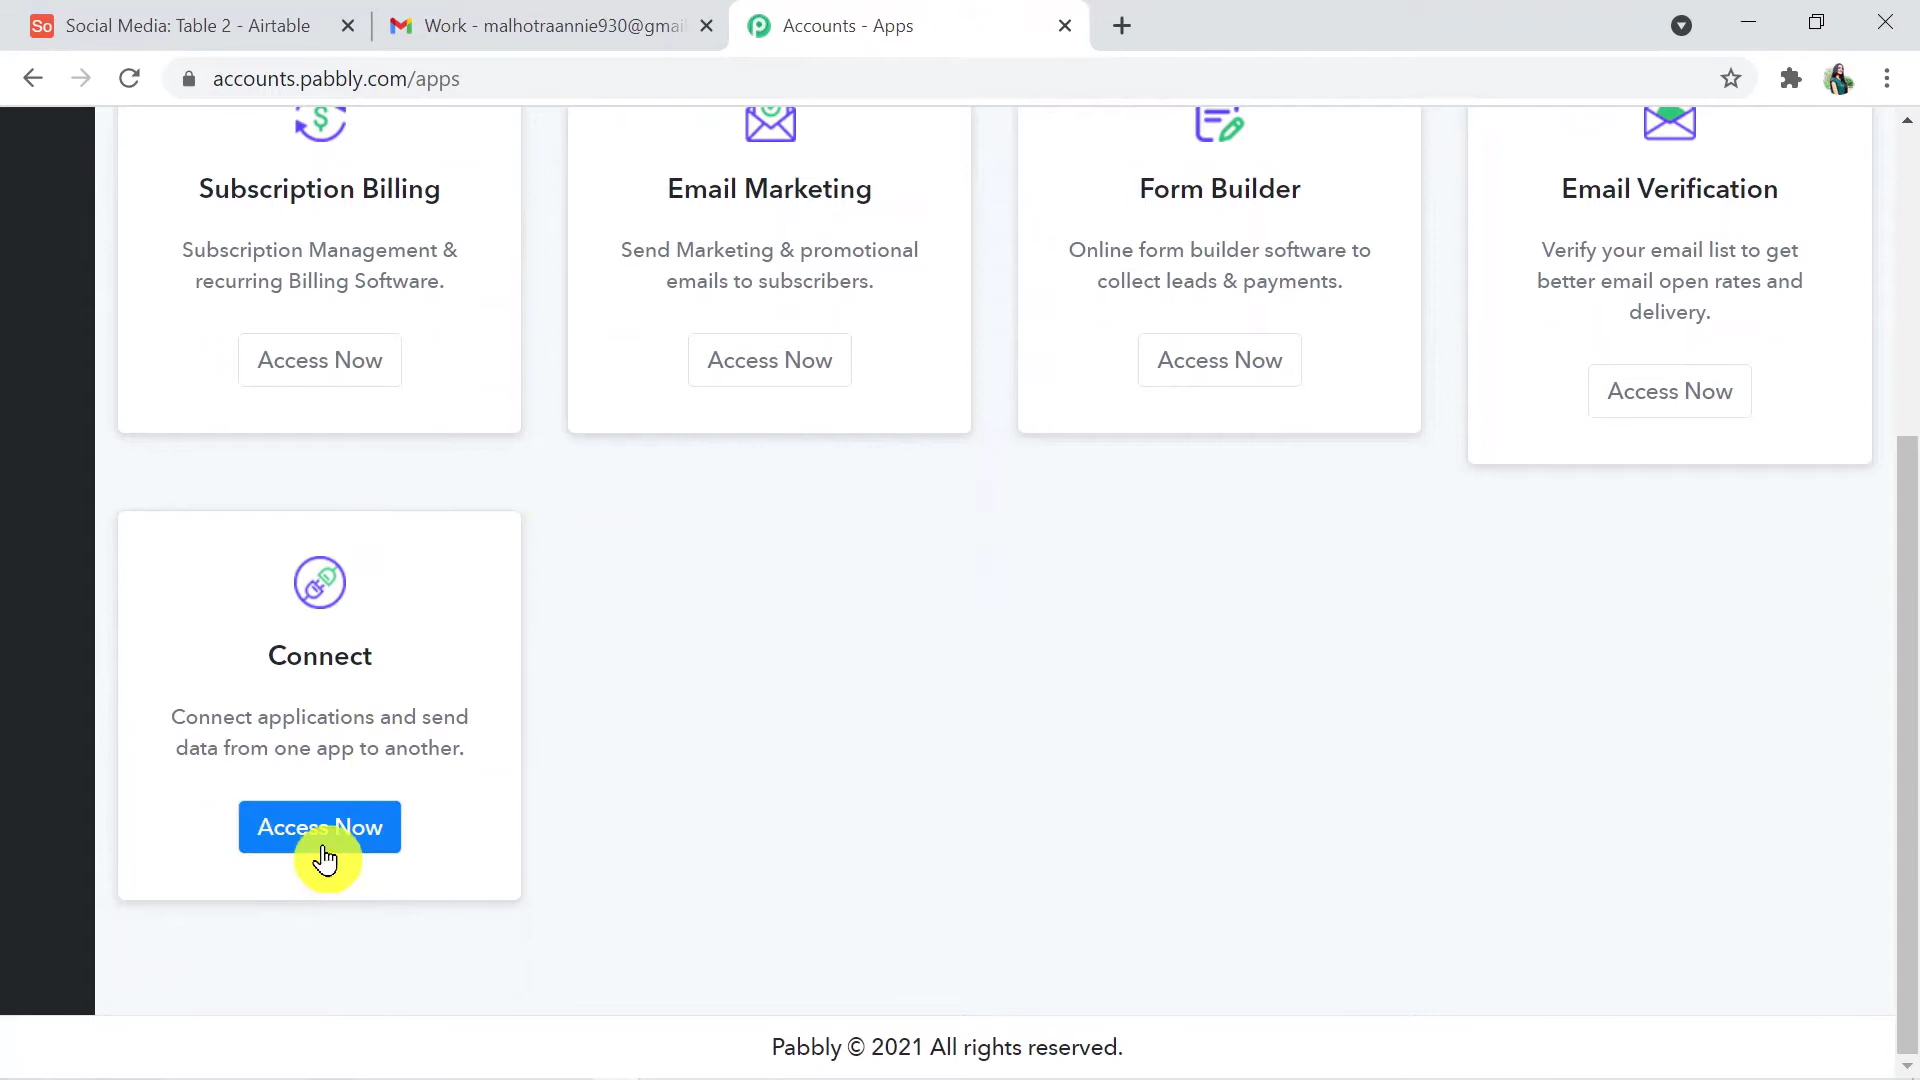 So Social Media: Table 2 - Airtable
Work - malhotraannie930@gmai
Accounts - Apps
accounts.pabbly.com/apps
Subscription Billing
Subscription Management &
recurring Billing Software.
Access Now
Email Marketing
Send Marketing & promotional
emails to subscribers.
Access Now
Form Builder
Online form builder software to
collect leads & payments.
Access Now
Email Verification
Verify your email list to get
better email open rates and
delivery.
Access Now
Connect
Connect applications and send
data from one app to another.
Access Now
Pabbly © 2021 All rights reserved.